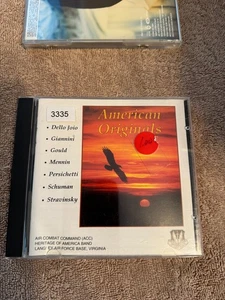 3335
American
Originals
• Dello Joio
• Giannini
• Gould
• Mennin
• Persichetti
• Schuman
• Stravinsky
AIR COMBAT COMMAND (ACC)
HERITAGE OF AMERICA BAND
LANGLEY AIR FORCE BASE, VIRGINIA